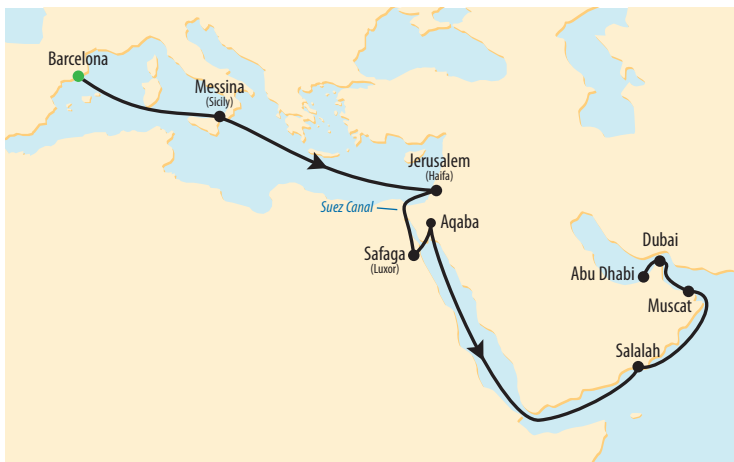 Barcelona
Messina
(Sicily)
Jerusalem
(Haifa)
Suez Canal
Aqaba
Safaga
(Luxor)
Dubai
Abu Dhabi
Muscat
Salalah